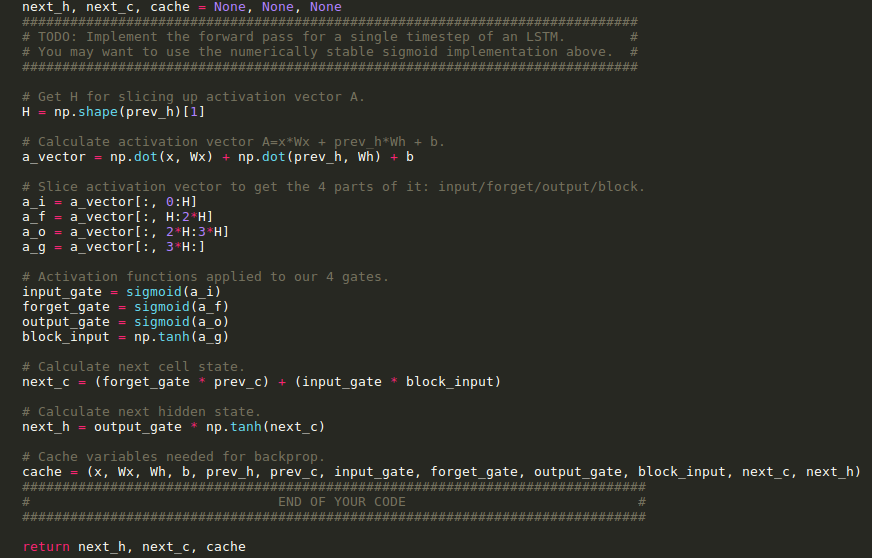 next_h, next_c, cache = None, None, None
#############################################################################
# TODO: Implement the forward pass for a single timestep of an LSTM.        #
# You may want to use the numerically stable sigmoid implementation above.  #
#############################################################################
# Get H for slicing up activation vector A.
H = np.shape(prev_h)[1]
# Calculate activation vector A=x*Wx + prev_h*Wh + b.
a_vector = np.dot(x, Wx) + np.dot(prev_h, Wh) + b
# Slice activation vector to get the 4 parts of it: input/forget/output/block.
a_i = a_vector[:, 0:H]
a_f = a_vector[:, H:2*H]
a_o = a_vector[:, 2*H:3*H]
a_g = a_vector[:, 3*H:]
# Activation functions applied to our 4 gates.
input_gate = sigmoid(a_i)
forget_gate = sigmoid(a_f)
output_gate = sigmoid(a_o)
block_input = np.tanh(a_g)
# Calculate next cell state.
next_c = (forget_gate * prev_c) + (input_gate * block_input)
# Calculate next hidden state.
next_h = output_gate * np.tanh(next_c)
# Cache variables needed for backprop.
cache = (x, Wx, Wh, b, prev_h, prev_c, input_gate, forget_gate, output_gate, block_input, next_c, next_h)
##############################################################################
#                               END OF YOUR CODE                             #
##############################################################################
return next_h, next_c, cache